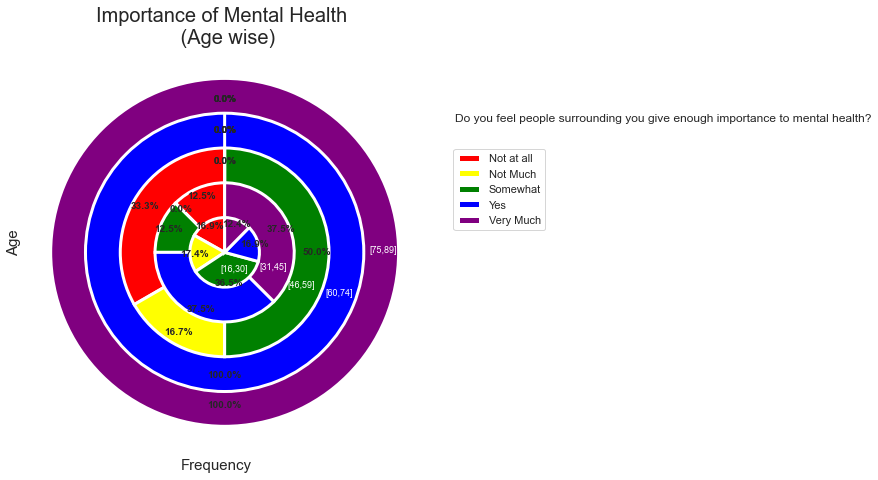 Importance of Mental Health
(Age wise)
Do you feel people surrounding you give enough importance to mental health?
Not at all
Not Much
Somewhat
Yes
Very Much
Age
0.0%
0.0%
0.0%
33.3%
12.5%
0.0%
12.5%
37.5%
17.4%
50.0%
[75,89]
[16,30]
[31,45]
[46,59]
[60,74]
16.7%
100.0%
Frequency